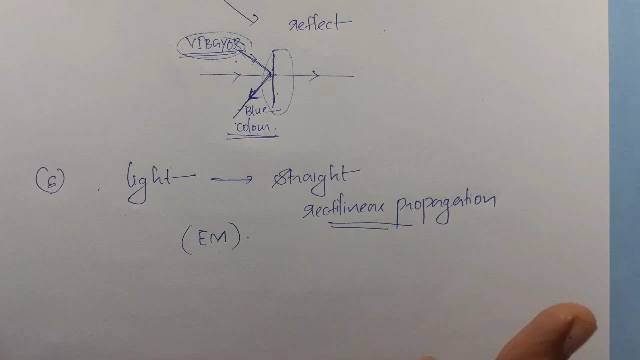 reflect
VIBGYOR
Blue
colour.
6 light → straight
rectilinear propagation
(EM).